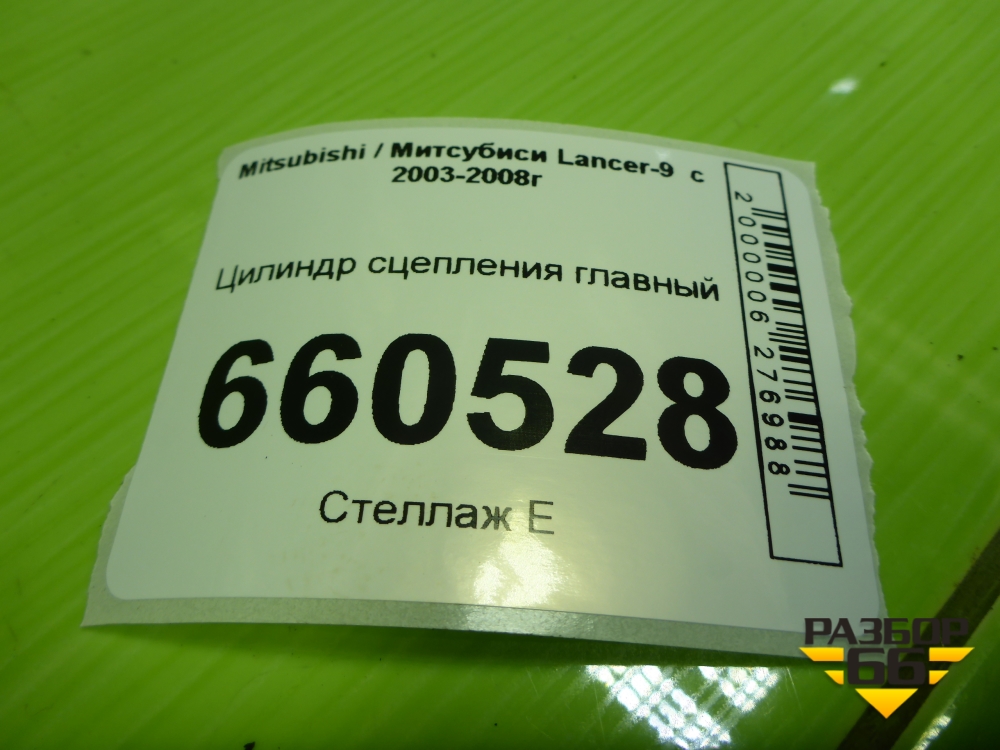 Mitsubishi / Митсубиси Lancer-9 с
2003-2008г
Цилиндр сцепления главный
660528
Стеллаж Е
2000006276988
РАЗБОР
66